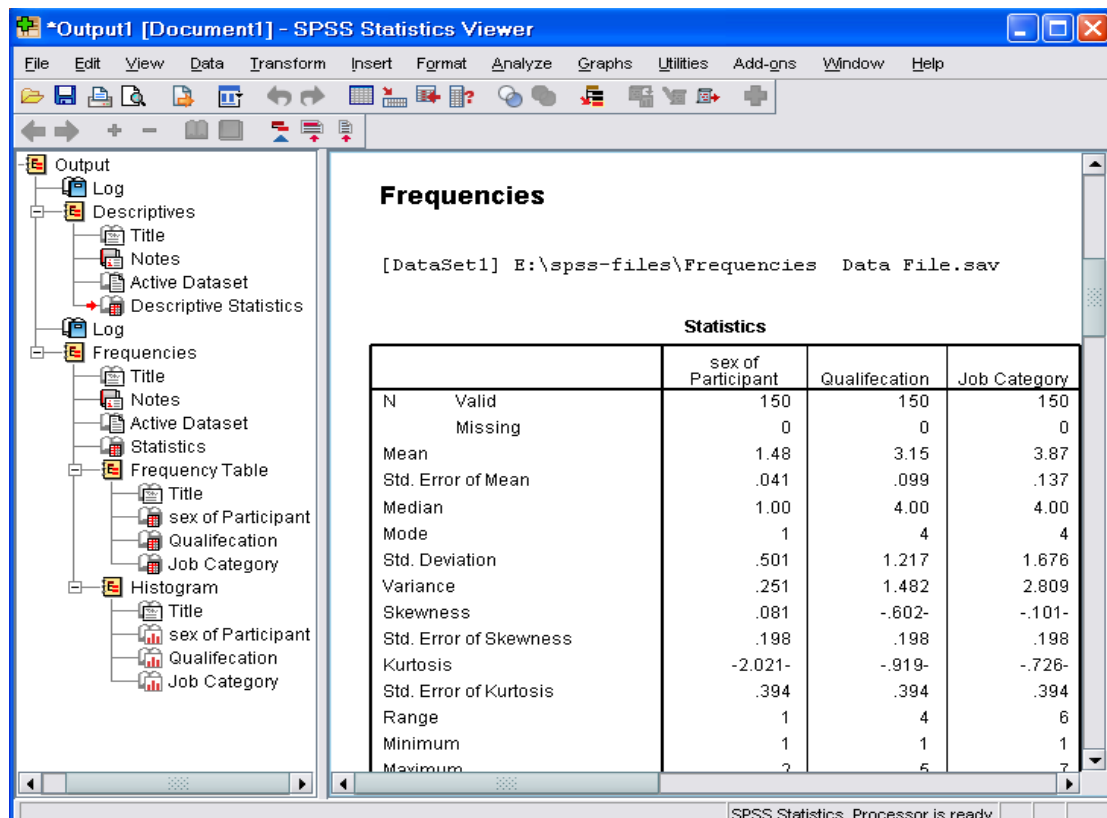 *Output1 [Document1] - SPSS Statistics Viewer
File Edit View Data Transform Insert Format Analyze Graphs Utilities Add-ons Window Help
Output
Log
Descriptives
Title
Notes
Active Dataset
Descriptive Statistics
Log
Frequencies
Title
Notes
Active Dataset
Statistics
Frequency Table
Title
sex of Participant
Qualifecation
Job Category
Histogram
Title
sex of Participant
Qualifecation
Job Category
Frequencies
[DataSet1] E:\spss-files\Frequencies Data File.sav
Statistics
sex of Participant Qualifecation Job Category
N Valid 150 150 150
Missing 0 0 0
Mean 1.48 3.15 3.87
Std. Error of Mean .041 .099 .137
Median 1.00 4.00 4.00
Mode 1 4 4
Std. Deviation .501 1.217 1.676
Variance .251 1.482 2.809
Skewness .081 -.602- -.101-
Std. Error of Skewness .198 .198 .198
Kurtosis -2.021- -.919- -.726-
Std. Error of Kurtosis .394 .394 .394
Range 1 4 6
Minimum 1 1 1
Maximum 2 5 7
SPSS Statistics Processor is ready